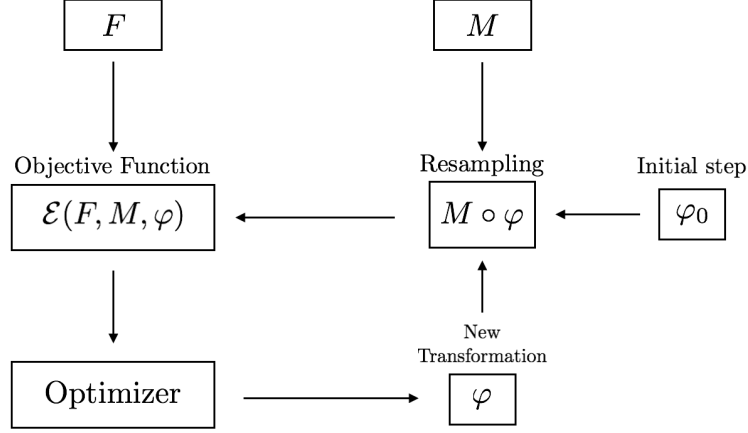 F
M
Objective Function
Resampling
Initial step
ℰ(F, M, φ)
M ∘ φ
φ₀
New
Transformation
Optimizer
φ